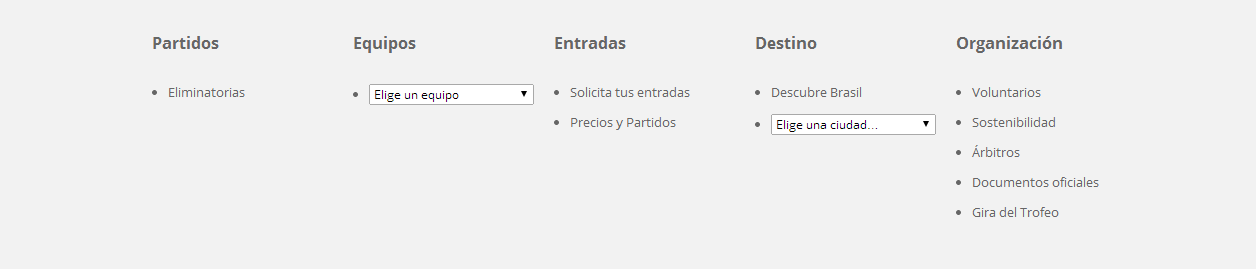 Partidos
Eliminatorias
Equipos
Elige un equipo
Entradas
Solicita tus entradas
Precios y Partidos
Destino
Descubre Brasil
Elige una ciudad...
Organización
Voluntarios
Sostenibilidad
Árbitros
Documentos oficiales
Gira del Trofeo